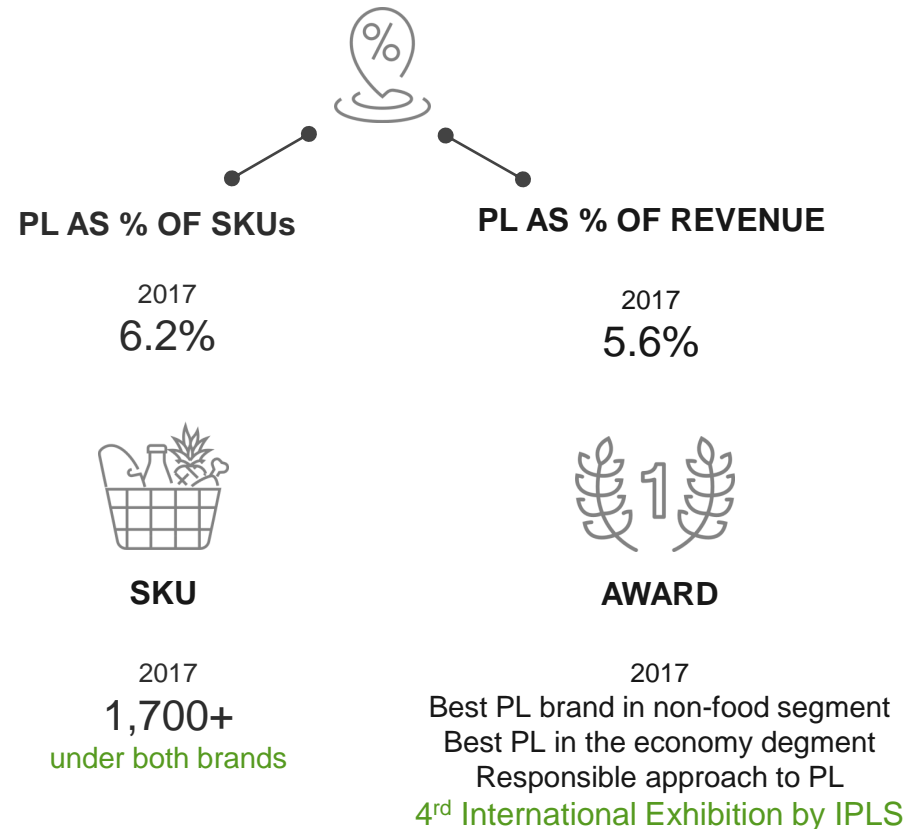 %
PL AS % OF SKUs
2017
6.2%
PL AS % OF REVENUE
2017
5.6%
SKU
2017
1,700+
under both brands
1
AWARD
2017
Best PL brand in non-food segment
Best PL in the economy degment
Responsible approach to PL
4rd International Exhibition by IPLS